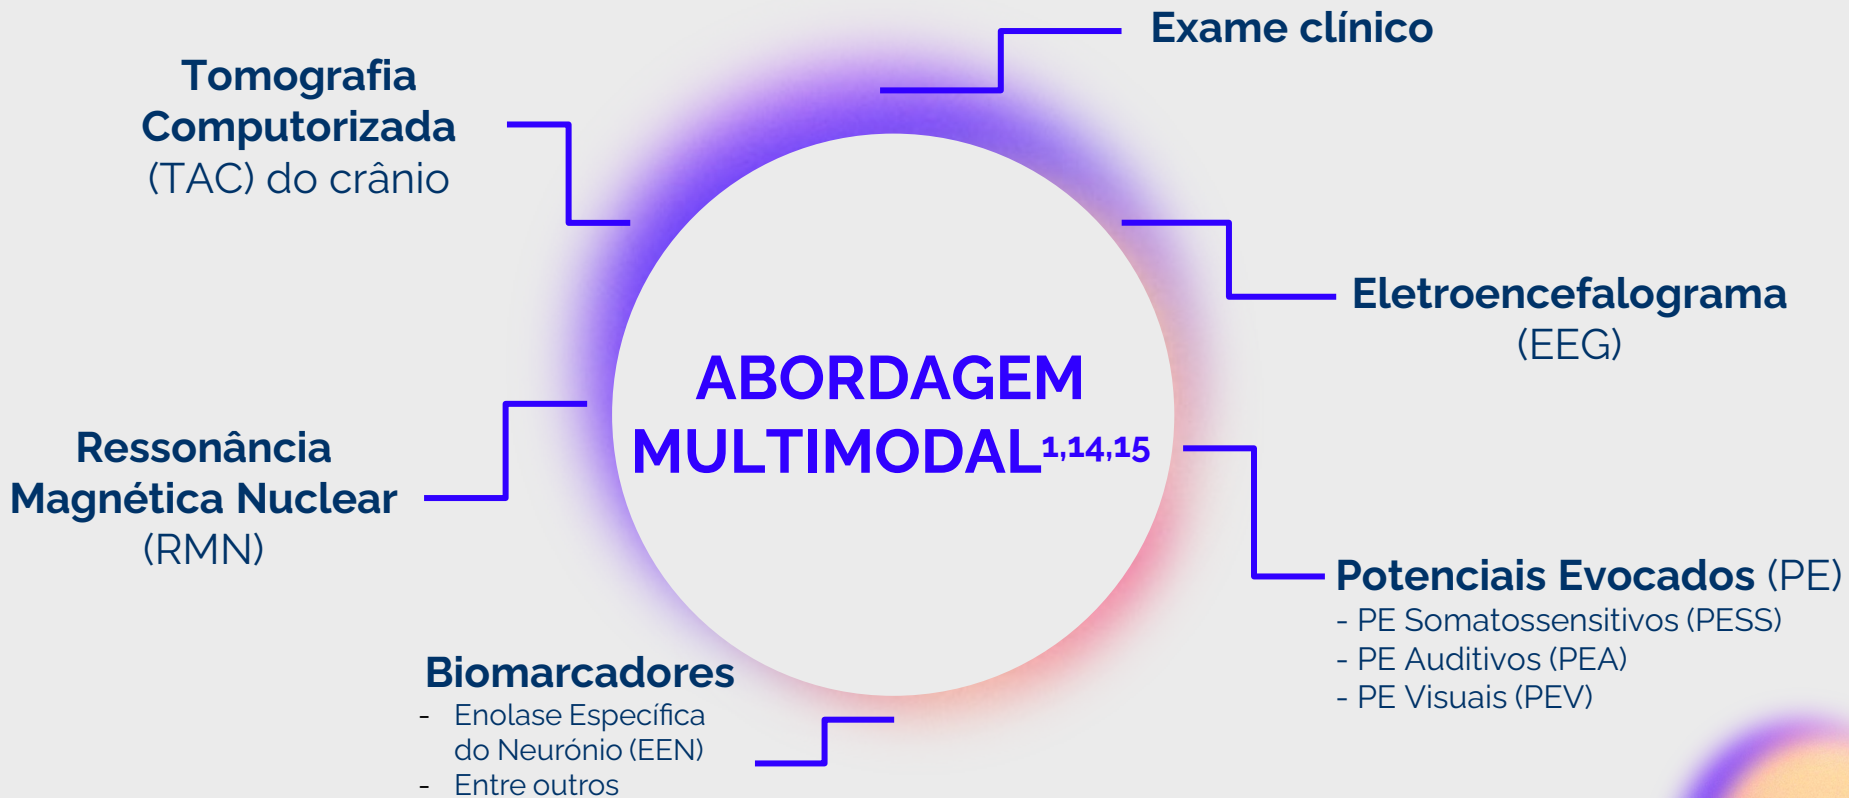 Exame clínico
Tomografia
Computorizada
(TAC) do crânio
Eletroencefalograma
(EEG)
ABORDAGEM
MULTIMODAL1,14,15
Ressonância
Magnética Nuclear
(RMN)
Potenciais Evocados (PE)
- PE Somatossensitivos (PESS)
- PE Auditivos (PEA)
- PE Visuais (PEV)
Biomarcadores
- Enolase Específica
do Neurónio (EEN)
- Entre outros